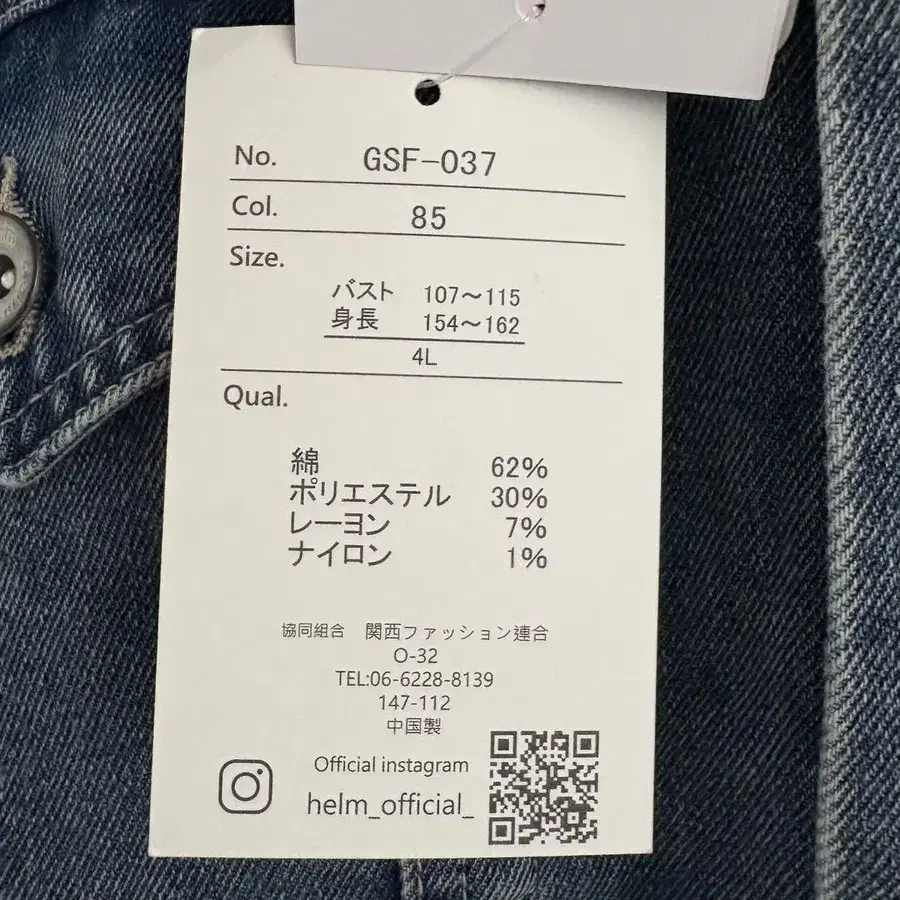 No. GSF-037
Col. 85
Size.
バスト 107～115
身長 154～162
4L
Qual.
綿 62%
ポリエステル 30%
レーヨン 7%
ナイロン 1%
協同組合 関西ファッション連合
O-32
TEL:06-6228-8139
147-112
中国製
Official instagram
helm_official_